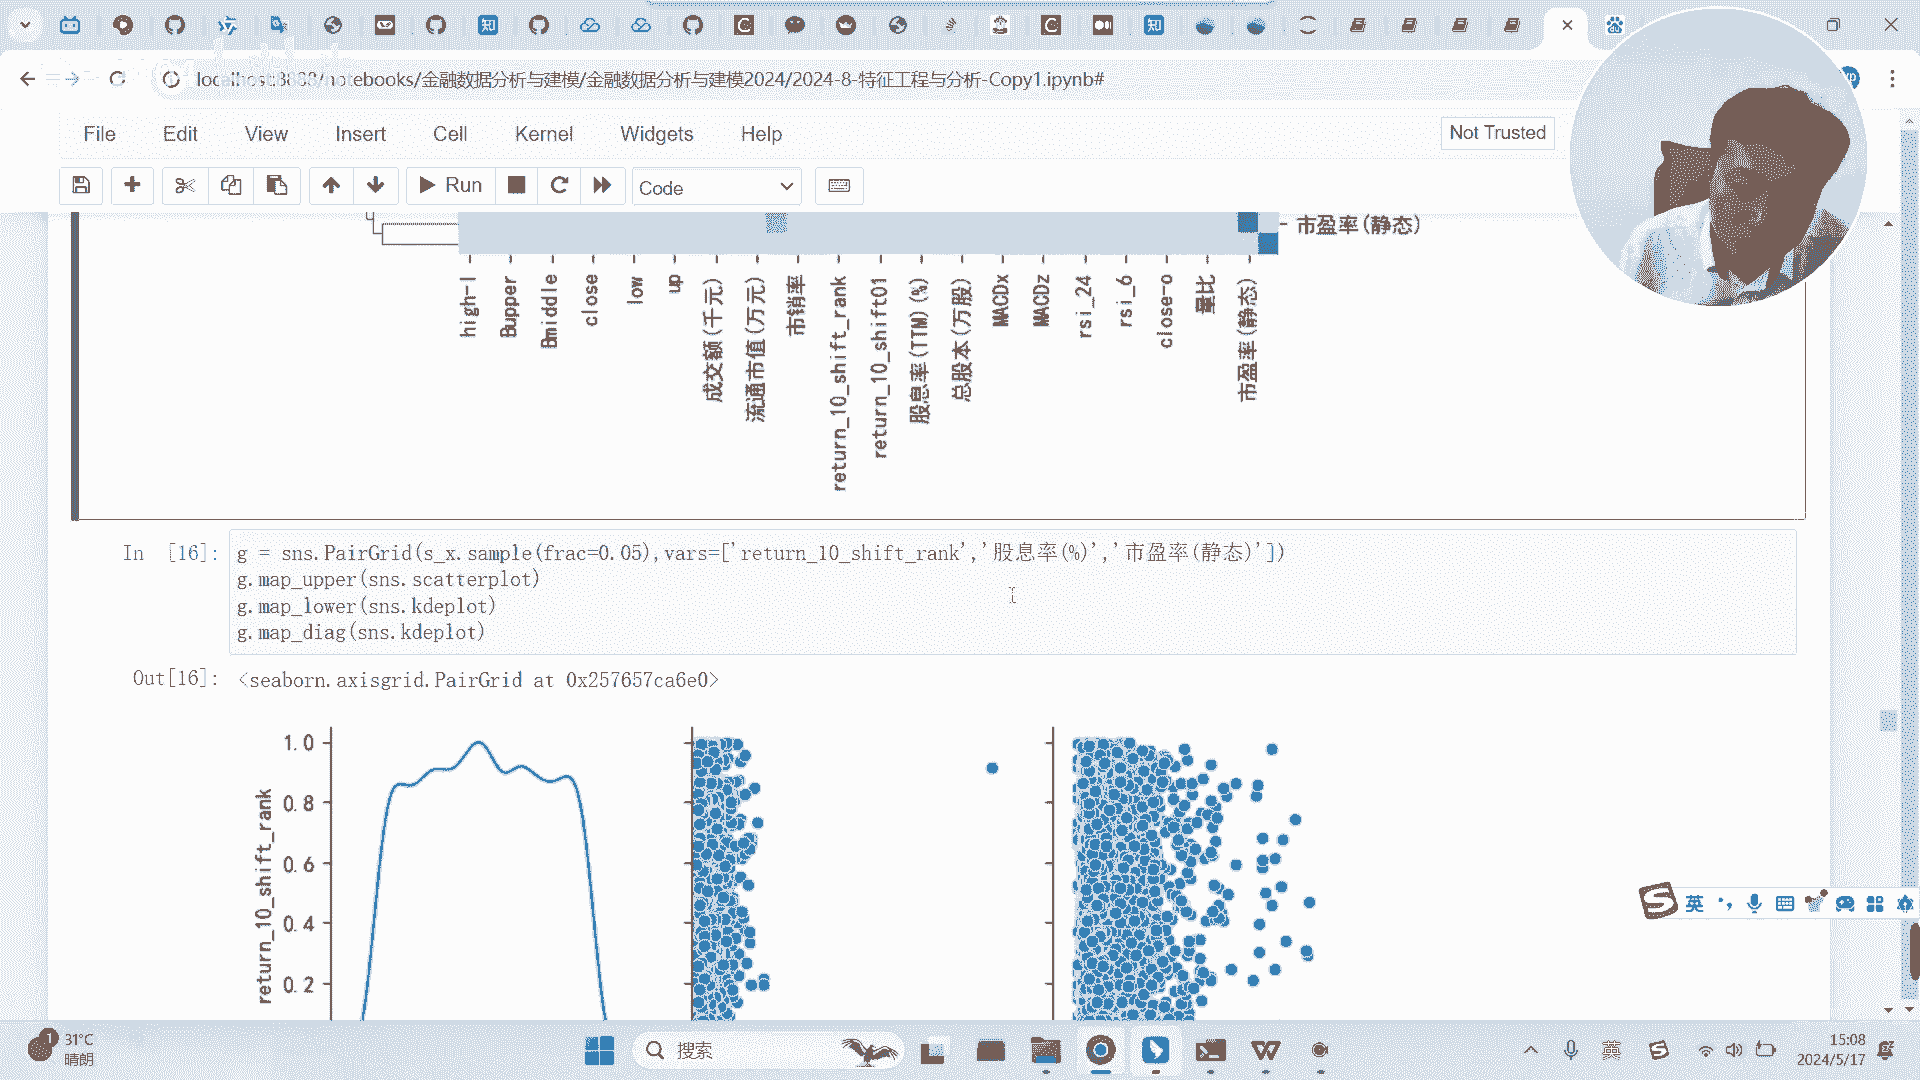 localhost:8888/notebooks/金融数据分析与建模/金融数据分析与建模2024/2024-8-特征工程与分析-Copy1.ipynb#
File Edit View Insert Cell Kernel Widgets Help
Not Trusted
Run
Code
市盈率(静态)
high-l
Bupper
Bmiddle
close
low
up
成交额(千元)
流通市值(万元)
市销率
return_10_shift_rank
return_10_shift01
股息率(TTM)(%)
总股本(万股)
MACDx
MACDz
rsi_24
rsi_6
close-o
量比
市盈率(静态)
In [16]:
g = sns.PairGrid(s_x.sample(frac=0.05),vars=['return_10_shift_rank','股息率(%)','市盈率(静态)'])
g.map_upper(sns.scatterplot)
g.map_lower(sns.kdeplot)
g.map_diag(sns.kdeplot)
Out[16]: <seaborn.axisgrid.PairGrid at 0x257657ca6e0>
return_10_shift_rank
1.0
0.8
0.6
0.4
0.2
英
1
31°C
晴朗
搜索
英
15:08
2024/5/17